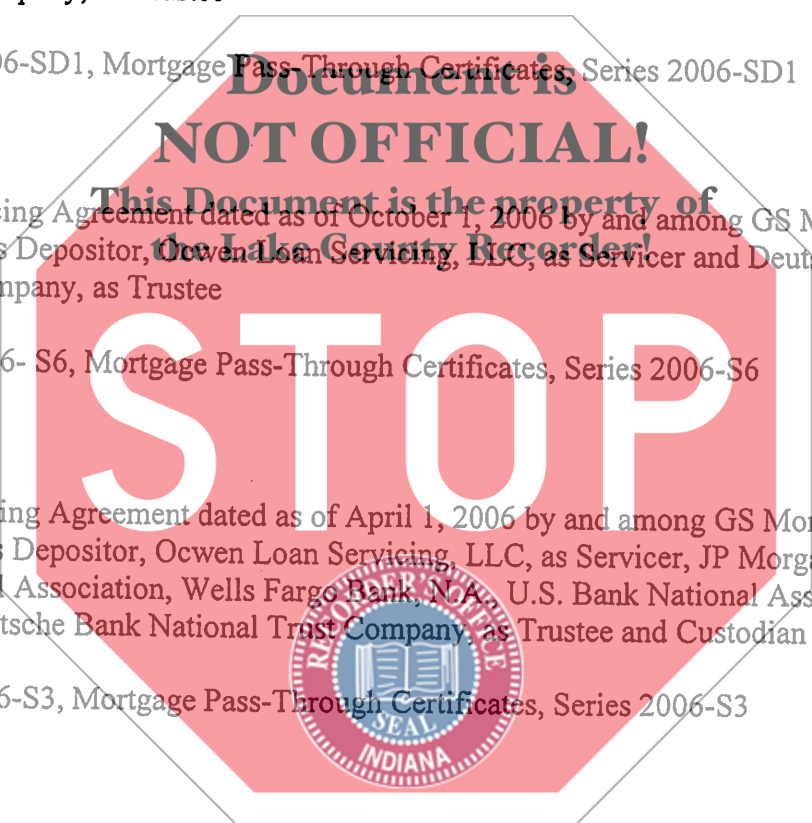 06-SD1, Mortgage Pass-Through Certificates, Series 2006-SD1
Document is
NOT OFFICIAL!
This Document is the property of
the Lake County Recorder!
cing Agreement dated as of October 1, 2006 by and among GS M
s Depositor, Ocwen Loan Servicing, LLC, as Servicer and Deuts
mpany, as Trustee
6- S6, Mortgage Pass-Through Certificates, Series 2006-S6
STOP
ing Agreement dated as of April 1, 2006 by and among GS Mor
s Depositor, Ocwen Loan Servicing, LLC, as Servicer, JP Morga
l Association, Wells Fargo Bank, N.A., U.S. Bank National Ass
tsche Bank National Trust Company, as Trustee and Custodian
6-S3, Mortgage Pass-Through Certificates, Series 2006-S3
RECORDER'S OFFICE
SEAL
INDIANA